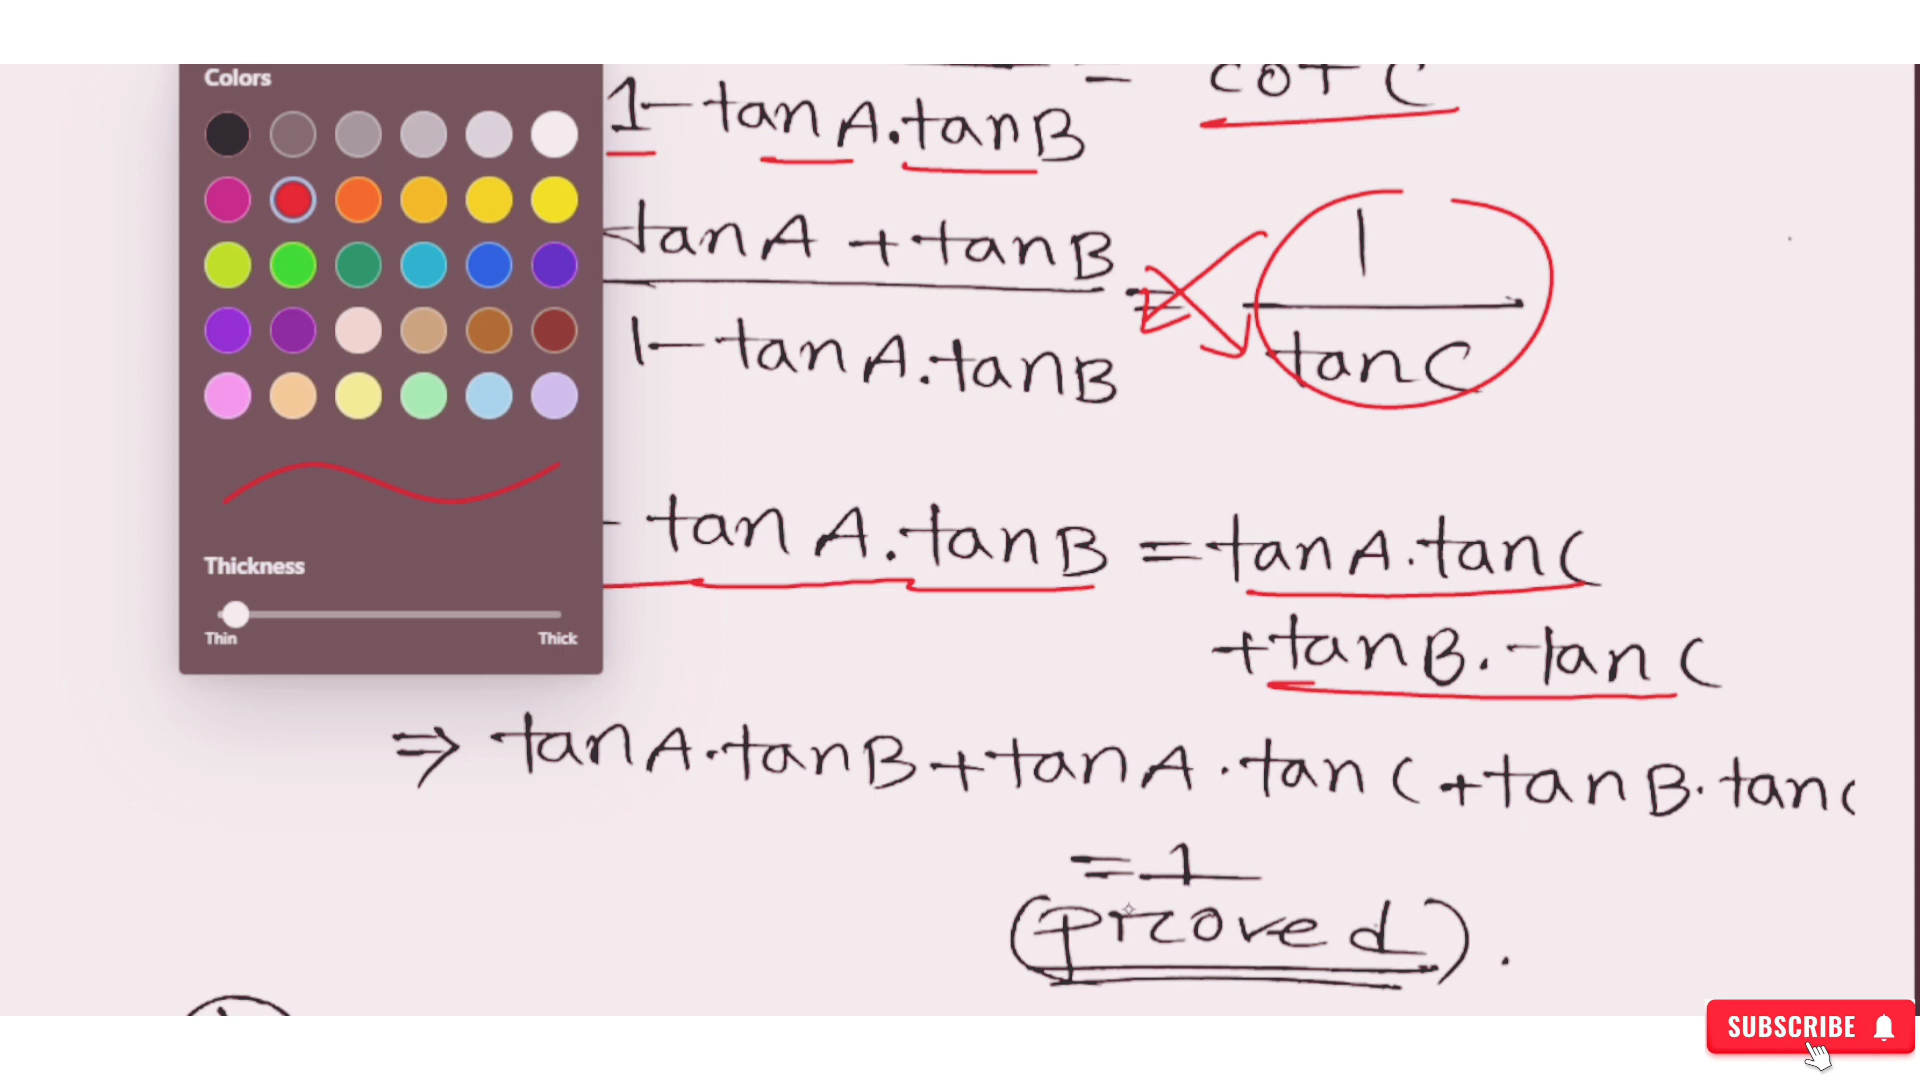 Colors
= cot C
1 - tan A . tan B
tan A + tan B
= 1
1 - tan A . tan B
tan C
- tan A . tan B = tan A . tan C
Thickness
Thin Thick
+ tan B . tan C
⇒ tan A . tan B + tan A . tan C + tan B . tan C
= 1
(proved) .
SUBSCRIBE